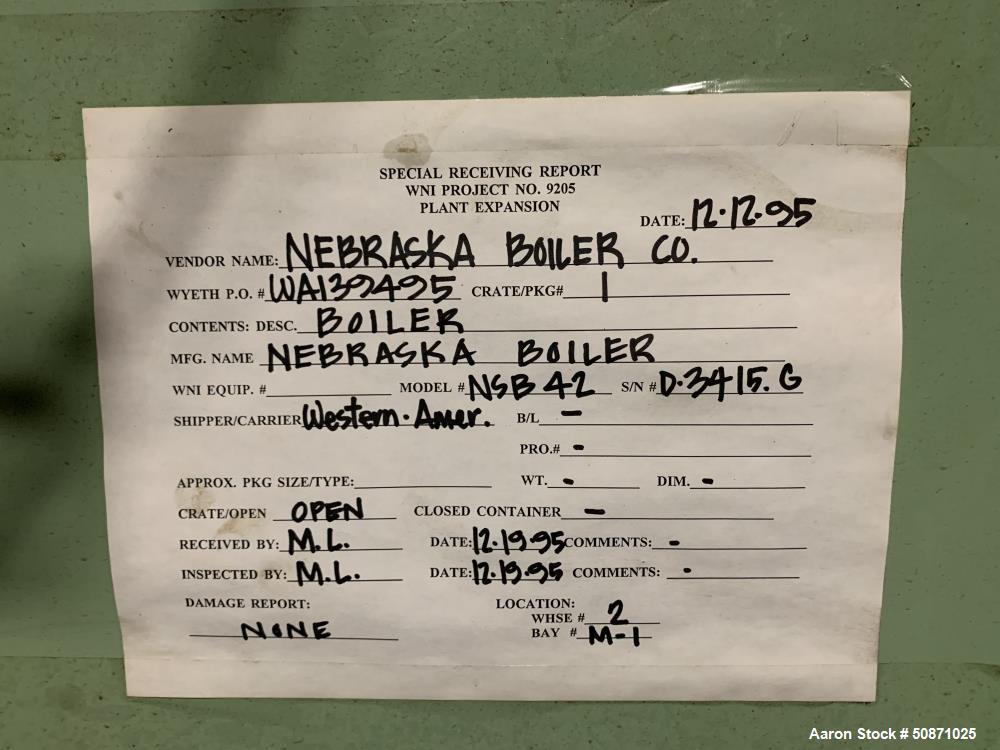 SPECIAL RECEIVING REPORT
WNI PROJECT NO. 9205
PLANT EXPANSION
DATE: 12·12·95
VENDOR NAME: NEBRASKA BOILER CO.
WYETH P.O. # WA139495 CRATE/PKG# 1
CONTENTS: DESC. BOILER
MFG. NAME NEBRASKA BOILER
WNI EQUIP. # MODEL # NSB 42 S/N # D·3415.G
SHIPPER/CARRIER Western·Amer. B/L -
PRO.# -
APPROX. PKG SIZE/TYPE: WT. - DIM. -
CRATE/OPEN OPEN CLOSED CONTAINER -
RECEIVED BY: M.L. DATE: 12·19·95 COMMENTS: -
INSPECTED BY: M.L. DATE: 12·19·95 COMMENTS: -
DAMAGE REPORT: LOCATION:
WHSE # 2
NONE BAY # M-1
Aaron Stock # 50871025